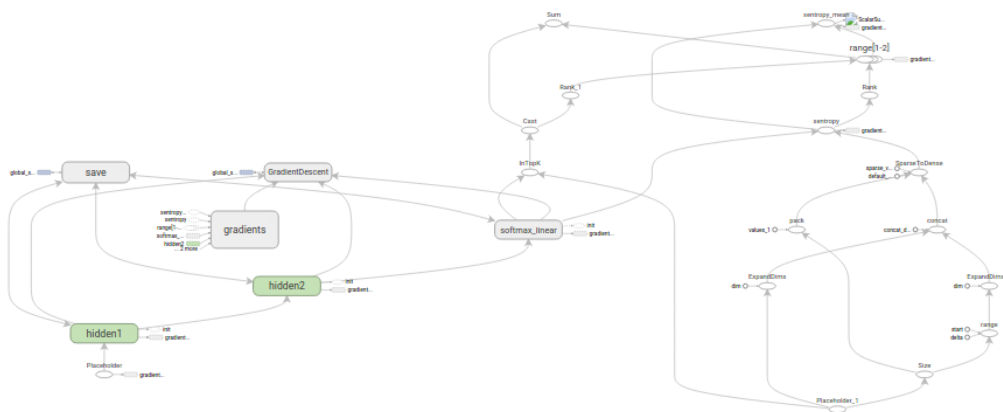 Sum
xentropy_mean
ScalarSu...
gradient...
range[1-2]
gradient...
Rank_1
Rank
Cast
xentropy
gradient...
InTopK
SparseToDense
sparse_v...
default_...
global_s...
save
global_s...
GradientDescent
xentropy...
xentropy
range[1...
softmax_...
hidden2
... 2 more
gradients
softmax_linear
init
gradient...
pack
values_1
concat
concat_d...
hidden2
init
gradient...
ExpandDims
dim
ExpandDims
dim
hidden1
init
gradient...
range
start
delta
Placeholder
gradient...
Size
Placeholder_1